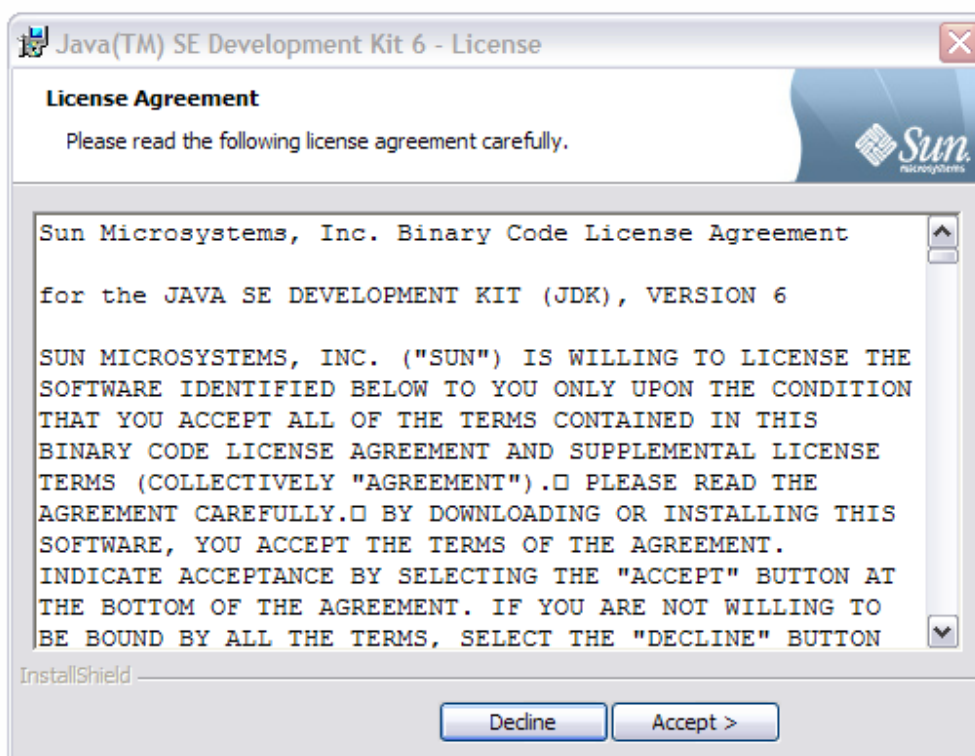 Java(TM) SE Development Kit 6 - License
License Agreement
Please read the following license agreement carefully.
Sun
microsystems
Sun Microsystems, Inc. Binary Code License Agreement
for the JAVA SE DEVELOPMENT KIT (JDK), VERSION 6
SUN MICROSYSTEMS, INC. ("SUN") IS WILLING TO LICENSE THE
SOFTWARE IDENTIFIED BELOW TO YOU ONLY UPON THE CONDITION
THAT YOU ACCEPT ALL OF THE TERMS CONTAINED IN THIS
BINARY CODE LICENSE AGREEMENT AND SUPPLEMENTAL LICENSE
TERMS (COLLECTIVELY "AGREEMENT").□ PLEASE READ THE
AGREEMENT CAREFULLY.□ BY DOWNLOADING OR INSTALLING THIS
SOFTWARE, YOU ACCEPT THE TERMS OF THE AGREEMENT.
INDICATE ACCEPTANCE BY SELECTING THE "ACCEPT" BUTTON AT
THE BOTTOM OF THE AGREEMENT. IF YOU ARE NOT WILLING TO
BE BOUND BY ALL THE TERMS, SELECT THE "DECLINE" BUTTON
InstallShield
Decline
Accept >